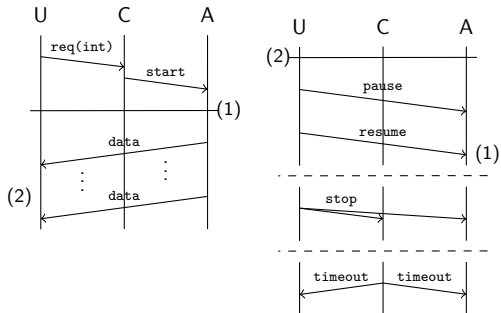 U C A
req(int)
start
(1)
data
data
(2)
U C A
(2)
pause
resume
(1)
stop
timeout timeout